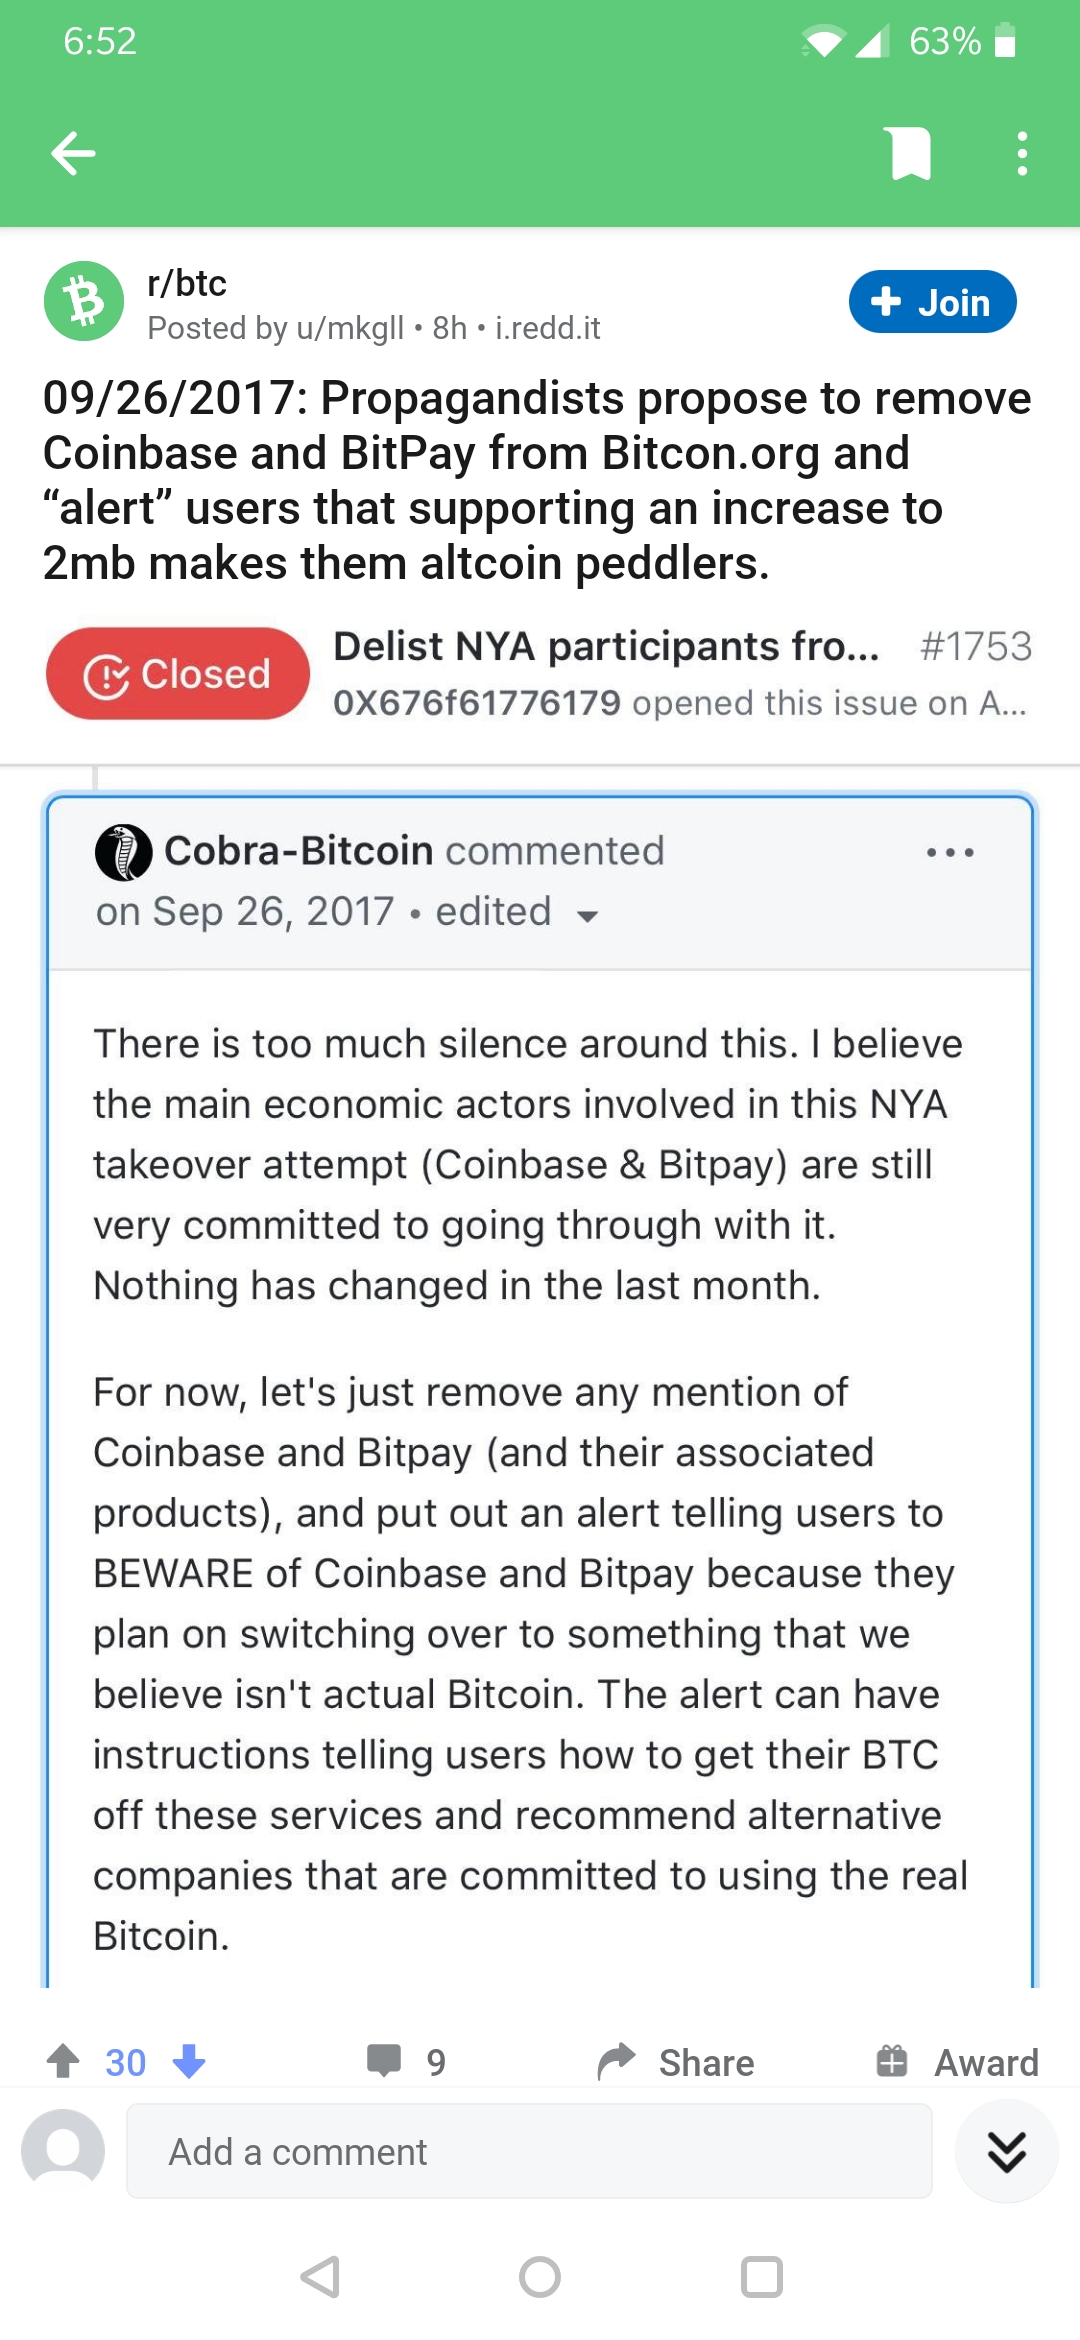 6:52
63%
r/btc
Posted by u/mkgll • 8h • i.redd.it
+ Join
09/26/2017: Propagandists propose to remove
Coinbase and BitPay from Bitcon.org and
“alert” users that supporting an increase to
2mb makes them altcoin peddlers.
Closed
Delist NYA participants fro... #1753
0X676f61776179 opened this issue on A...
Cobra-Bitcoin commented
on Sep 26, 2017 • edited
There is too much silence around this. I believe
the main economic actors involved in this NYA
takeover attempt (Coinbase & Bitpay) are still
very committed to going through with it.
Nothing has changed in the last month.
For now, let's just remove any mention of
Coinbase and Bitpay (and their associated
products), and put out an alert telling users to
BEWARE of Coinbase and Bitpay because they
plan on switching over to something that we
believe isn't actual Bitcoin. The alert can have
instructions telling users how to get their BTC
off these services and recommend alternative
companies that are committed to using the real
Bitcoin.
30
9
Share
Award
Add a comment